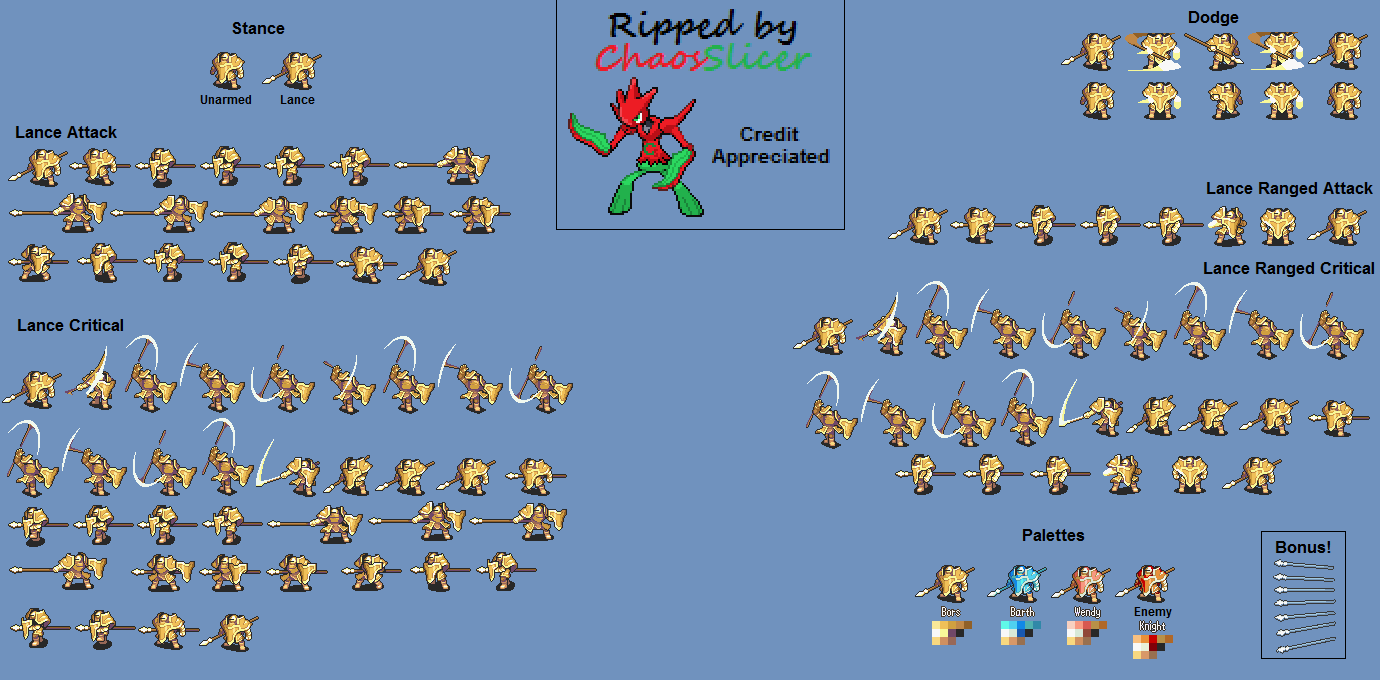 Stance
Unarmed
Lance
Lance Attack
Lance Critical
Ripped by
ChaosSlicer
Credit
Appreciated
Dodge
Lance Ranged Attack
Lance Ranged Critical
Palettes
Bors
Barth
Wendy
Enemy
Knight
Bonus!